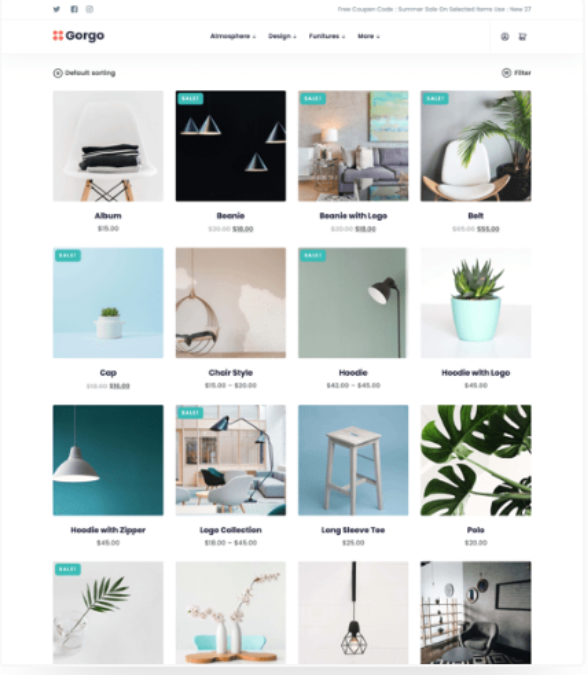 Free Coupon Code : Summer Sale On Selected Items Use : New 27
Gorgo
Atmosphere
Design
Furnitures
More
Default sorting
Filter
SALE!
SALE!
SALE!
Album
Beanie
Beanie with Logo
Belt
$15.00
$20.00 $18.00
$20.00 $18.00
$65.00 $55.00
SALE!
SALE!
Cap
Chair Style
Hoodie
Hoodie with Logo
$18.00 $16.00
$15.00 – $20.00
$42.00 – $45.00
$45.00
SALE!
Hoodie with Zipper
Logo Collection
Long Sleeve Tee
Polo
$45.00
$18.00 – $45.00
$25.00
$20.00
SALE!